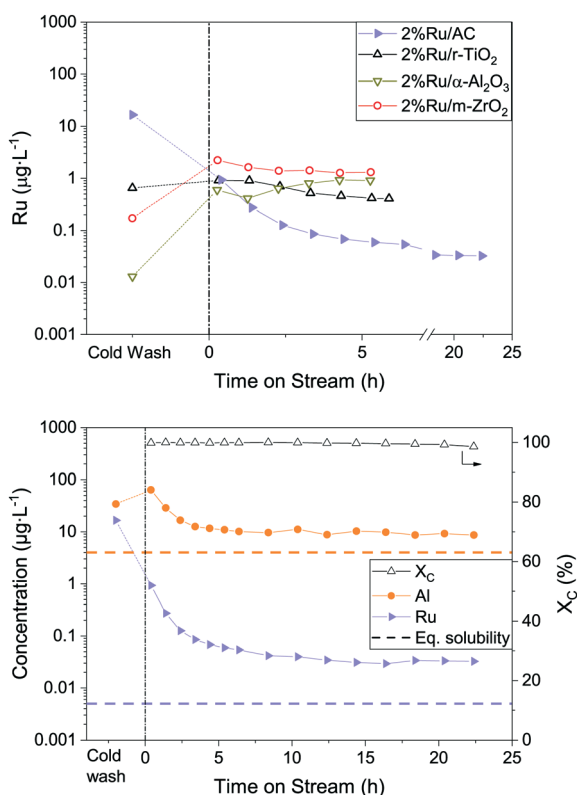 1000
100
10
1
0.1
0.01
0.001
Ru (μg·L⁻¹)
2%Ru/AC
2%Ru/r-TiO₂
2%Ru/α-Al₂O₃
2%Ru/m-ZrO₂
Cold Wash 0 5 20 25
Time on Stream (h)
1000
100
10
1
0.1
0.01
0.001
Concentration (μg·L⁻¹)
100
80
60
40
20
0
X_C (%)
X_C
Al
Ru
Eq. solubility
Cold 0 5 10 15 20 25
wash
Time on Stream (h)